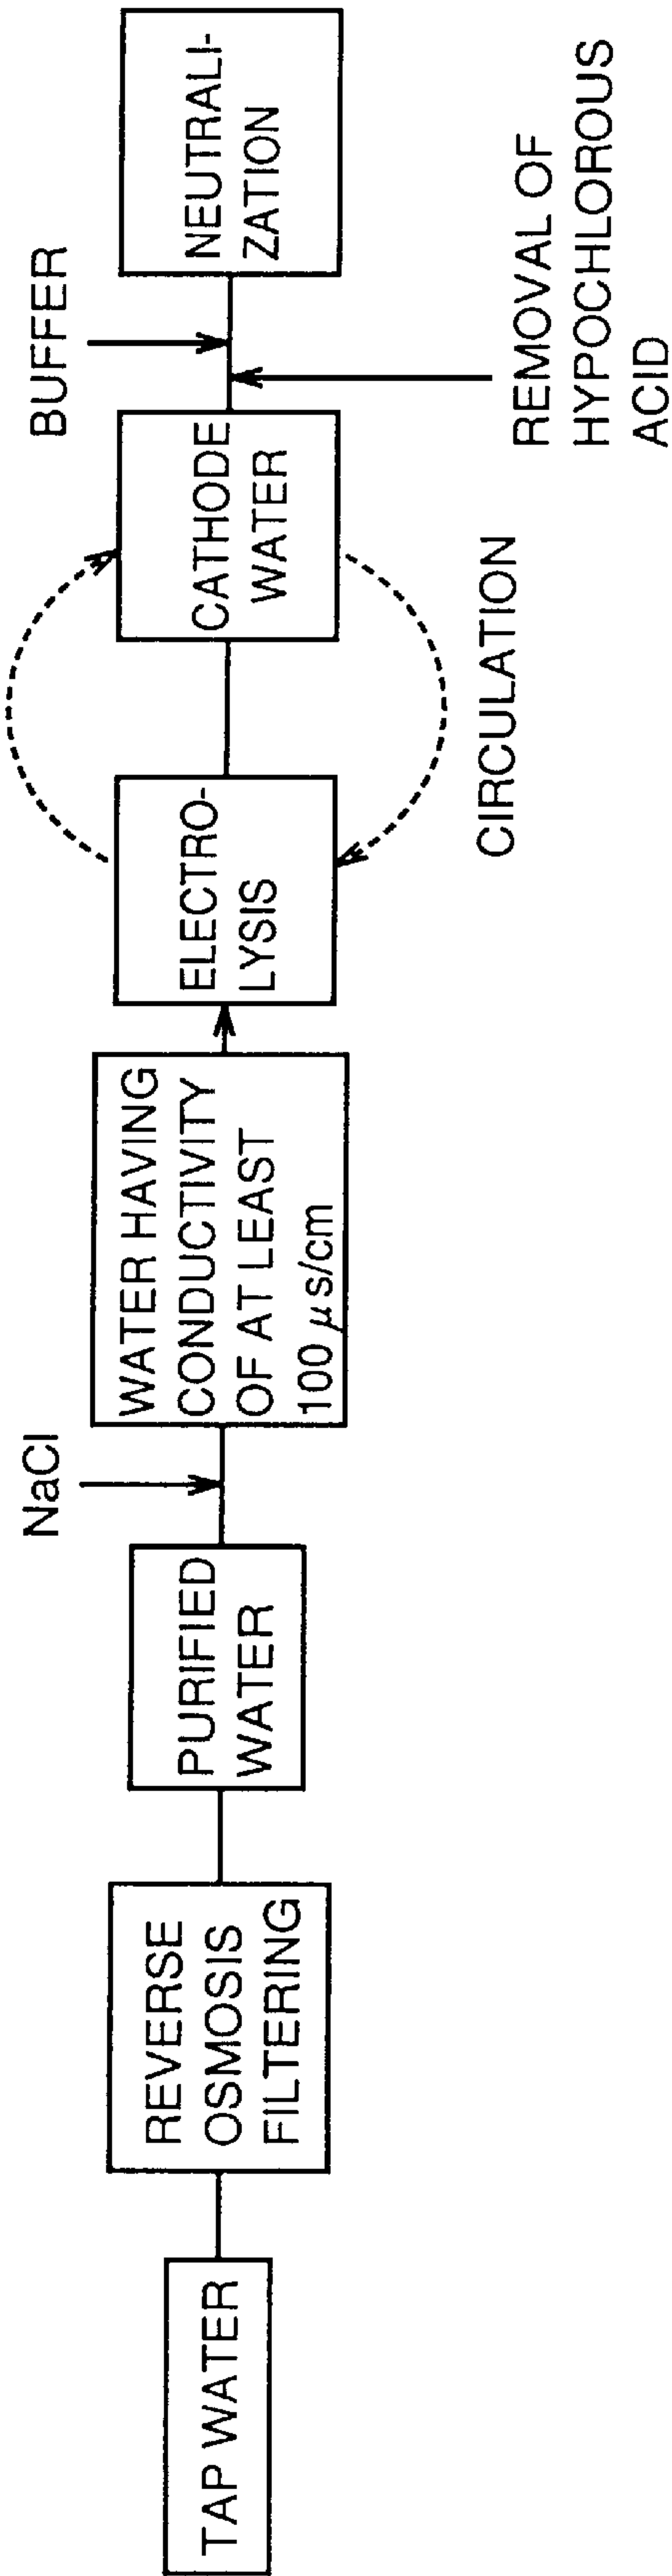 TAP WATER
REVERSE
OSMOSIS
FILTERING
PURIFIED
WATER
NaCl
WATER HAVING
CONDUCTIVITY
OF AT LEAST
100 μs/cm
ELECTRO-
LYSIS
CIRCULATION
CATHODE
WATER
BUFFER
REMOVAL OF
HYPOCHLOROUS
ACID
NEUTRALI-
ZATION